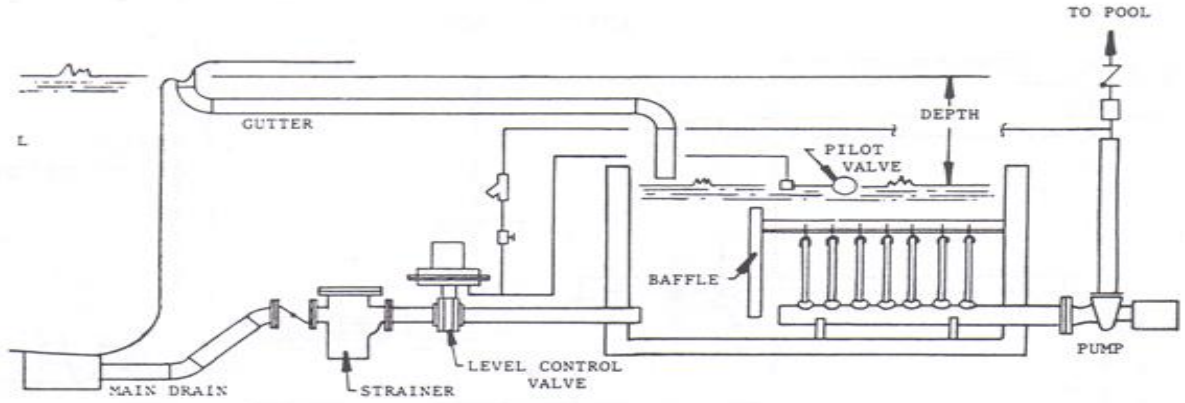 TO POOL
DEPTH
GUTTER
L
PILOT
VALVE
BAFFLE
LEVEL CONTROL
VALVE
PUMP
MAIN DRAIN
STRAINER